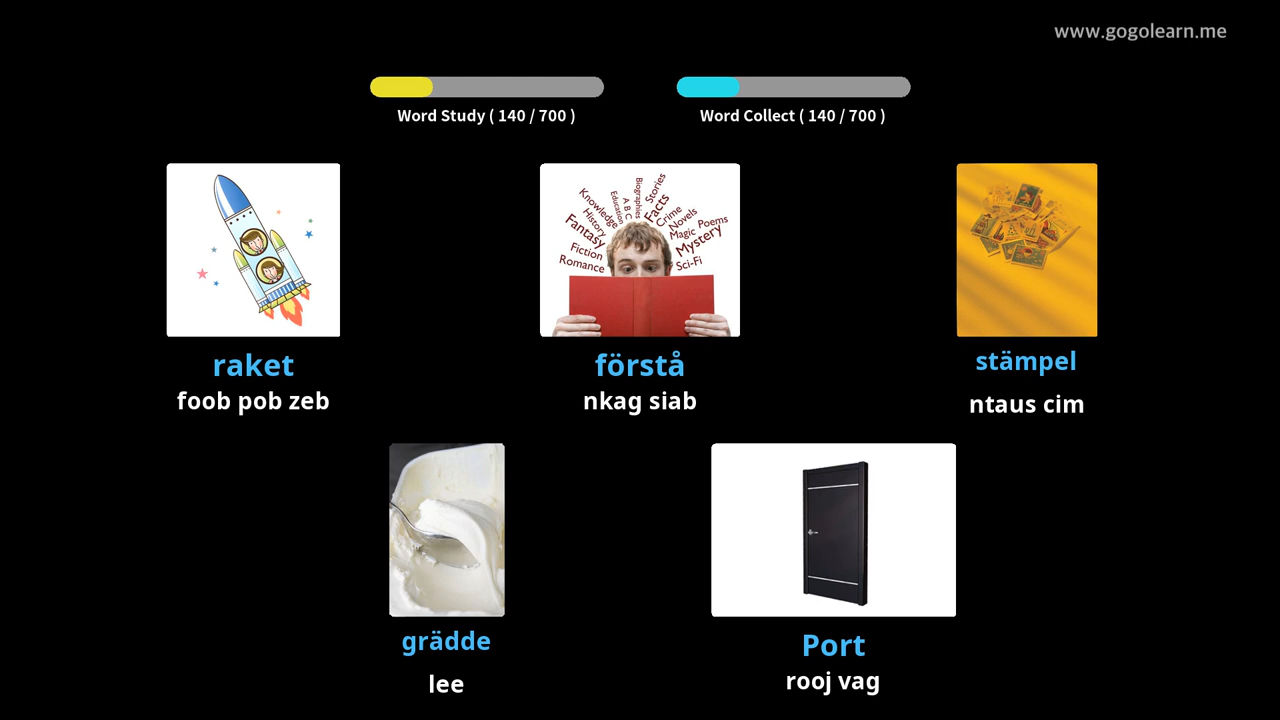 www.gogolearn.me
Word Study ( 140 / 700 )
Word Collect ( 140 / 700 )
Knowledge
History
Fantasy
Fiction
Romance
Education
A B C
Biographies
Stories
Facts
Crime
Novels
Magic
Poems
Mystery
Sci-Fi
raket
foob pob zeb
förstå
nkag siab
stämpel
ntaus cim
grädde
lee
Port
rooj vag